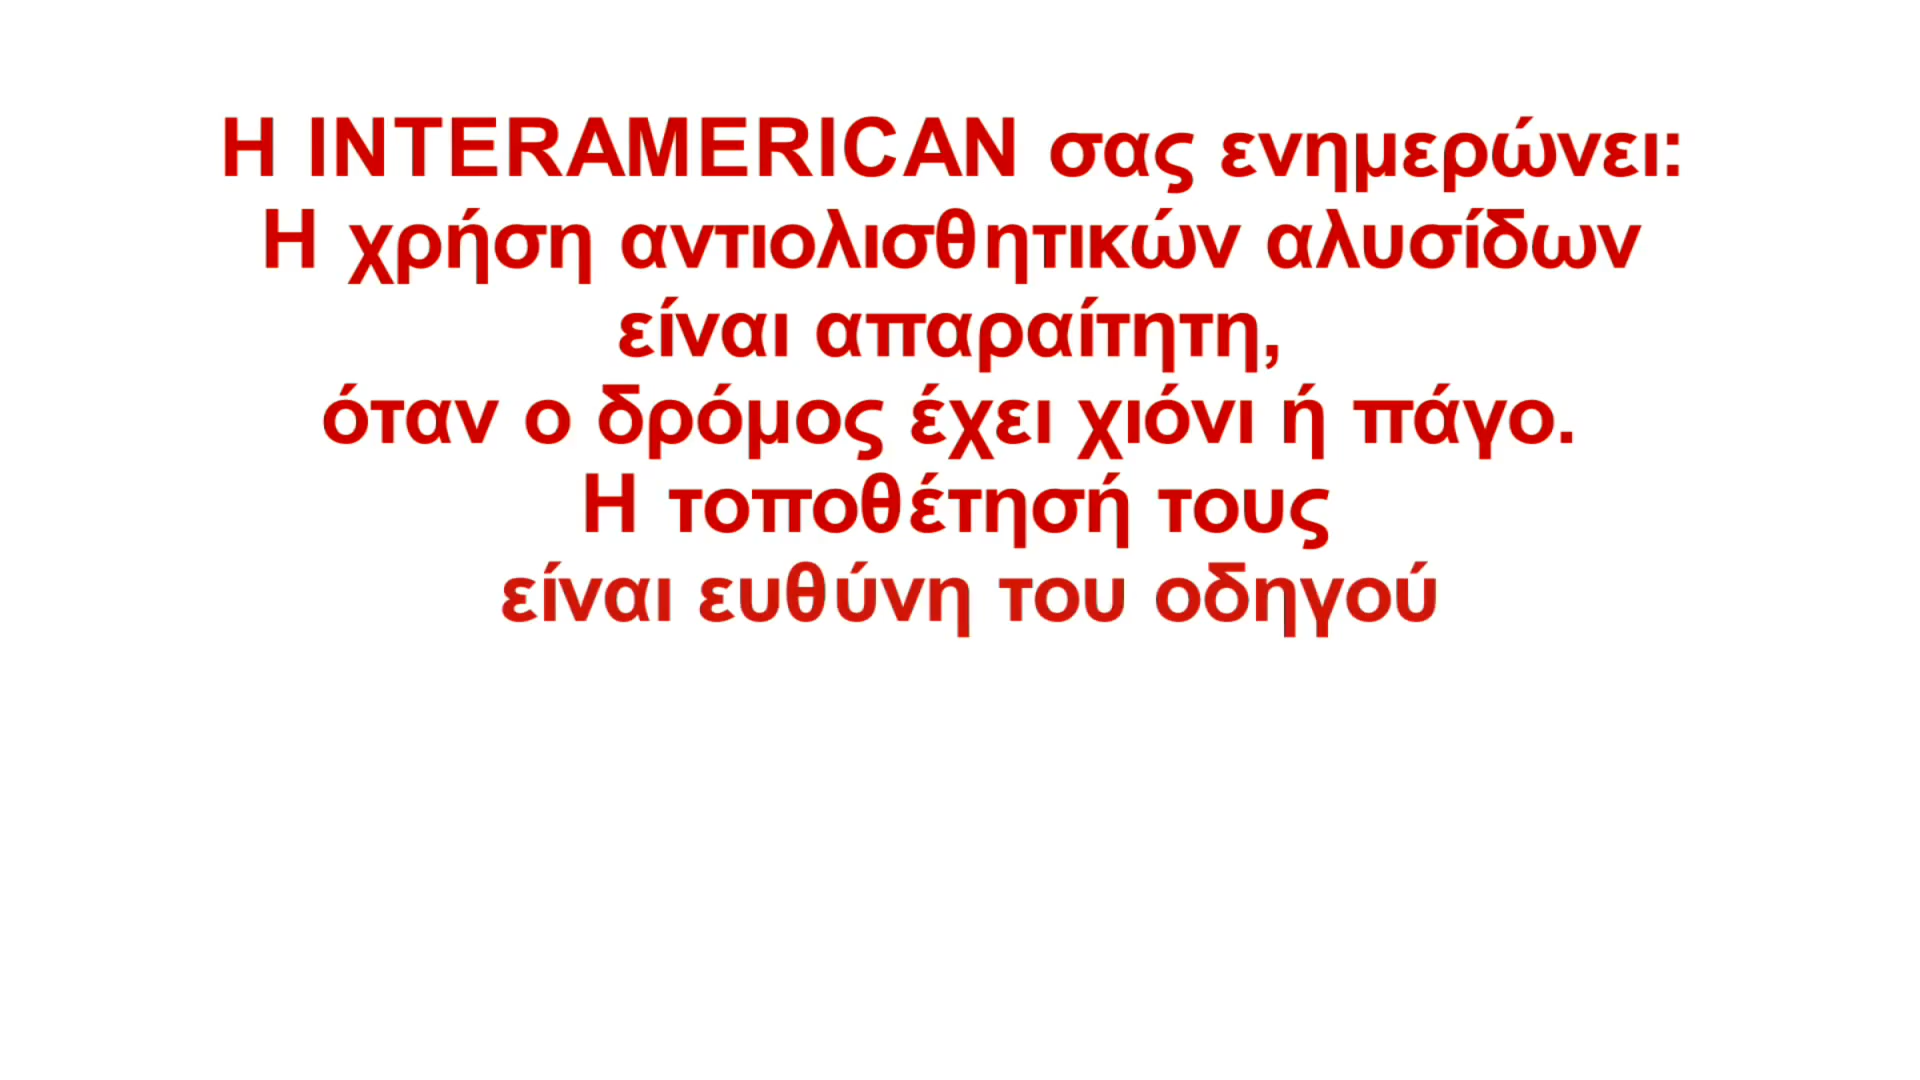 Η INTERAMERICAN σας ενημερώνει:
Η χρήση αντιολισθητικών αλυσίδων
είναι απαραίτητη,
όταν ο δρόμος έχει χιόνι ή πάγο.
Η τοποθέτησή τους
είναι ευθύνη του οδηγού